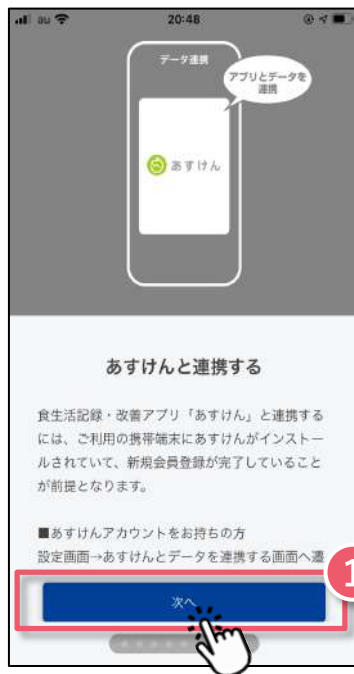 au 20:48
データ連携
アプリとデータを
連携
あすけん
あすけんと連携する
食生活記録・改善アプリ「あすけん」と連携する
には、ご利用の携帯端末にあすけんがインストー
ルされていて、新規会員登録が完了していること
が前提となります。
■あすけんアカウントをお持ちの方
設定画面→あすけんとデータを連携する画面へ遷
1
次へ